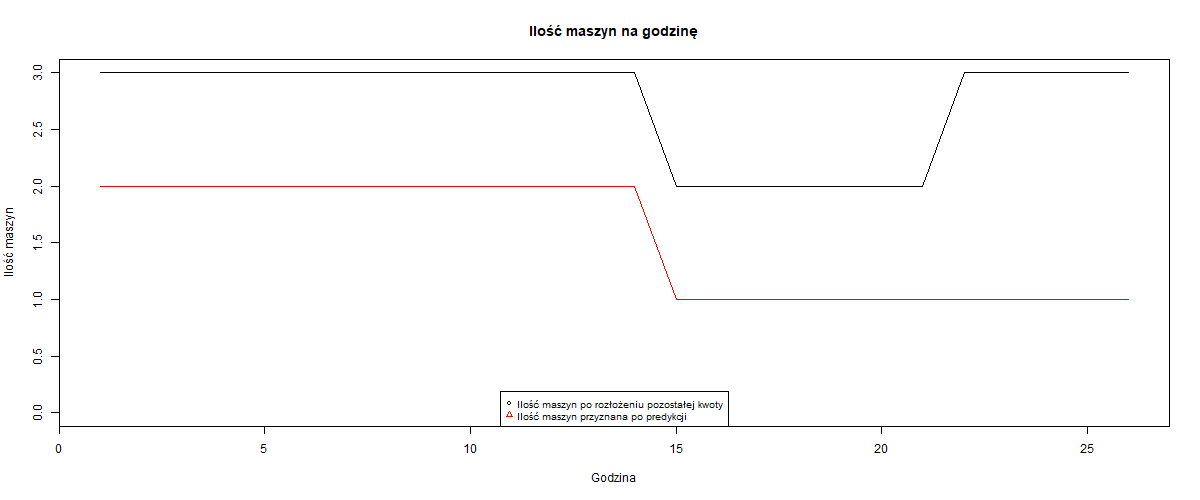 Ilość maszyn na godzinę
3.0
2.5
2.0
1.5
1.0
0.5
0.0
Ilość maszyn
Ilość maszyn po rozłożeniu pozostałej kwoty
Ilość maszyn przyznana po predykcji
0 5 10 15 20 25
Godzina